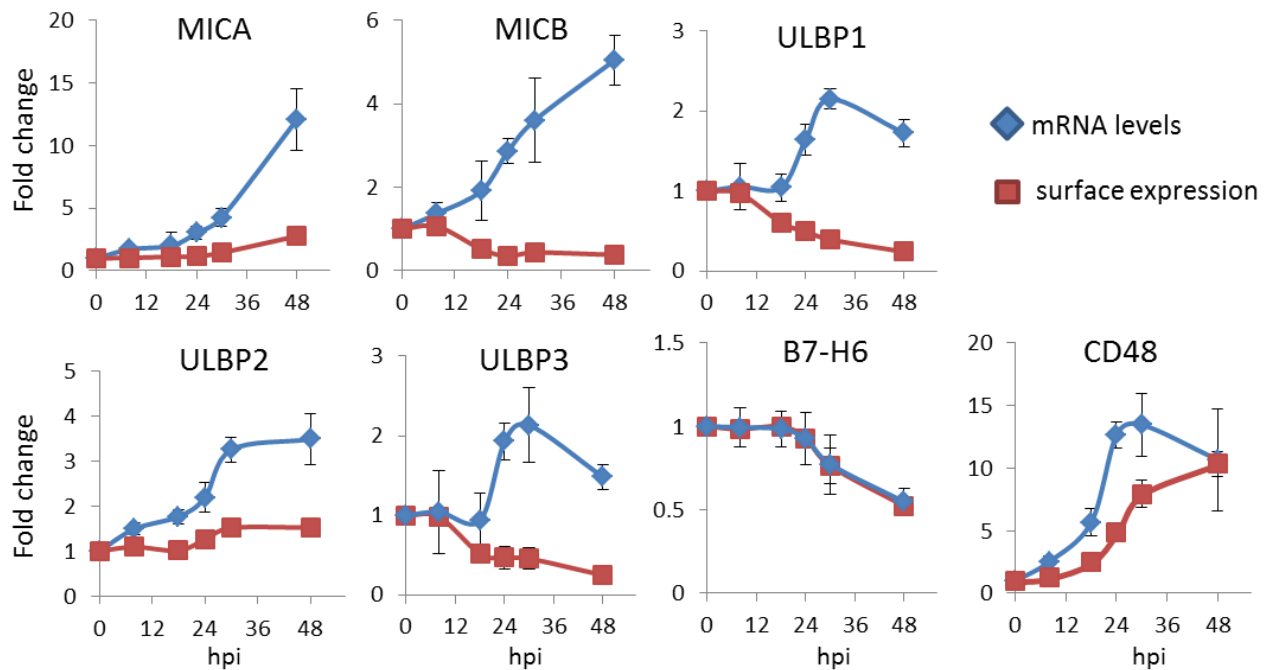 MICA
20
15
10
5
0
0 12 24 36 48
Fold change
MICB
6
4
2
0
0 12 24 36 48
ULBP1
3
2
1
0
0 12 24 36 48
mRNA levels
surface expression
ULBP2
5
4
3
2
1
0
0 12 24 36 48
hpi
Fold change
ULBP3
3
2
1
0
0 12 24 36 48
hpi
B7-H6
1.5
1
0.5
0
0 12 24 36 48
hpi
CD48
20
15
10
5
0
0 12 24 36 48
hpi